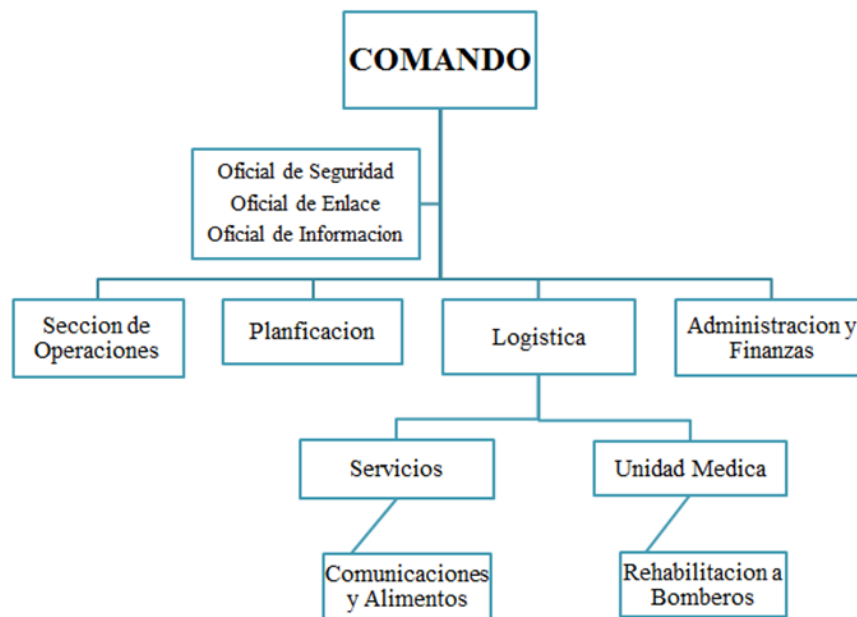 COMANDO
Oficial de Seguridad
Oficial de Enlace
Oficial de Informacion
Seccion de
Operaciones
Planficacion
Logistica
Administracion y
Finanzas
Servicios
Unidad Medica
Comunicaciones
y Alimentos
Rehabilitacion a
Bomberos